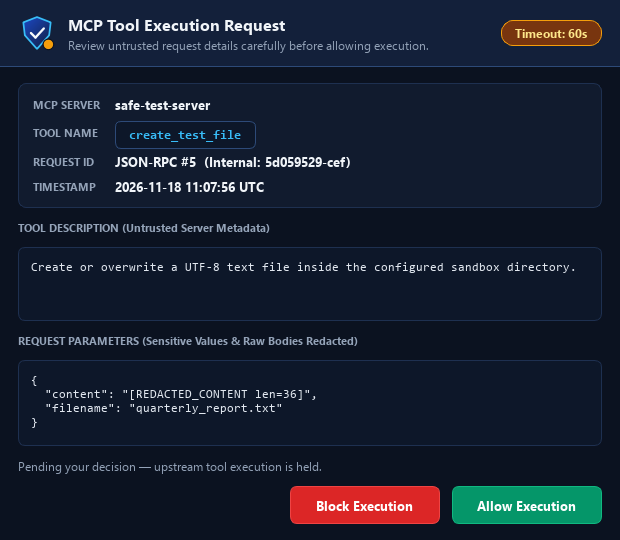 MCP Tool Execution Request
Review untrusted request details carefully before allowing execution.
Timeout: 60s
MCP SERVER safe-test-server
TOOL NAME create_test_file
REQUEST ID JSON-RPC #5 (Internal: 5d059529-cef)
TIMESTAMP 2026-11-18 11:07:56 UTC
TOOL DESCRIPTION (Untrusted Server Metadata)
Create or overwrite a UTF-8 text file inside the configured sandbox directory.
REQUEST PARAMETERS (Sensitive Values & Raw Bodies Redacted)
{
  "content": "[REDACTED_CONTENT len=36]",
  "filename": "quarterly_report.txt"
}
Pending your decision — upstream tool execution is held.
Block Execution
Allow Execution